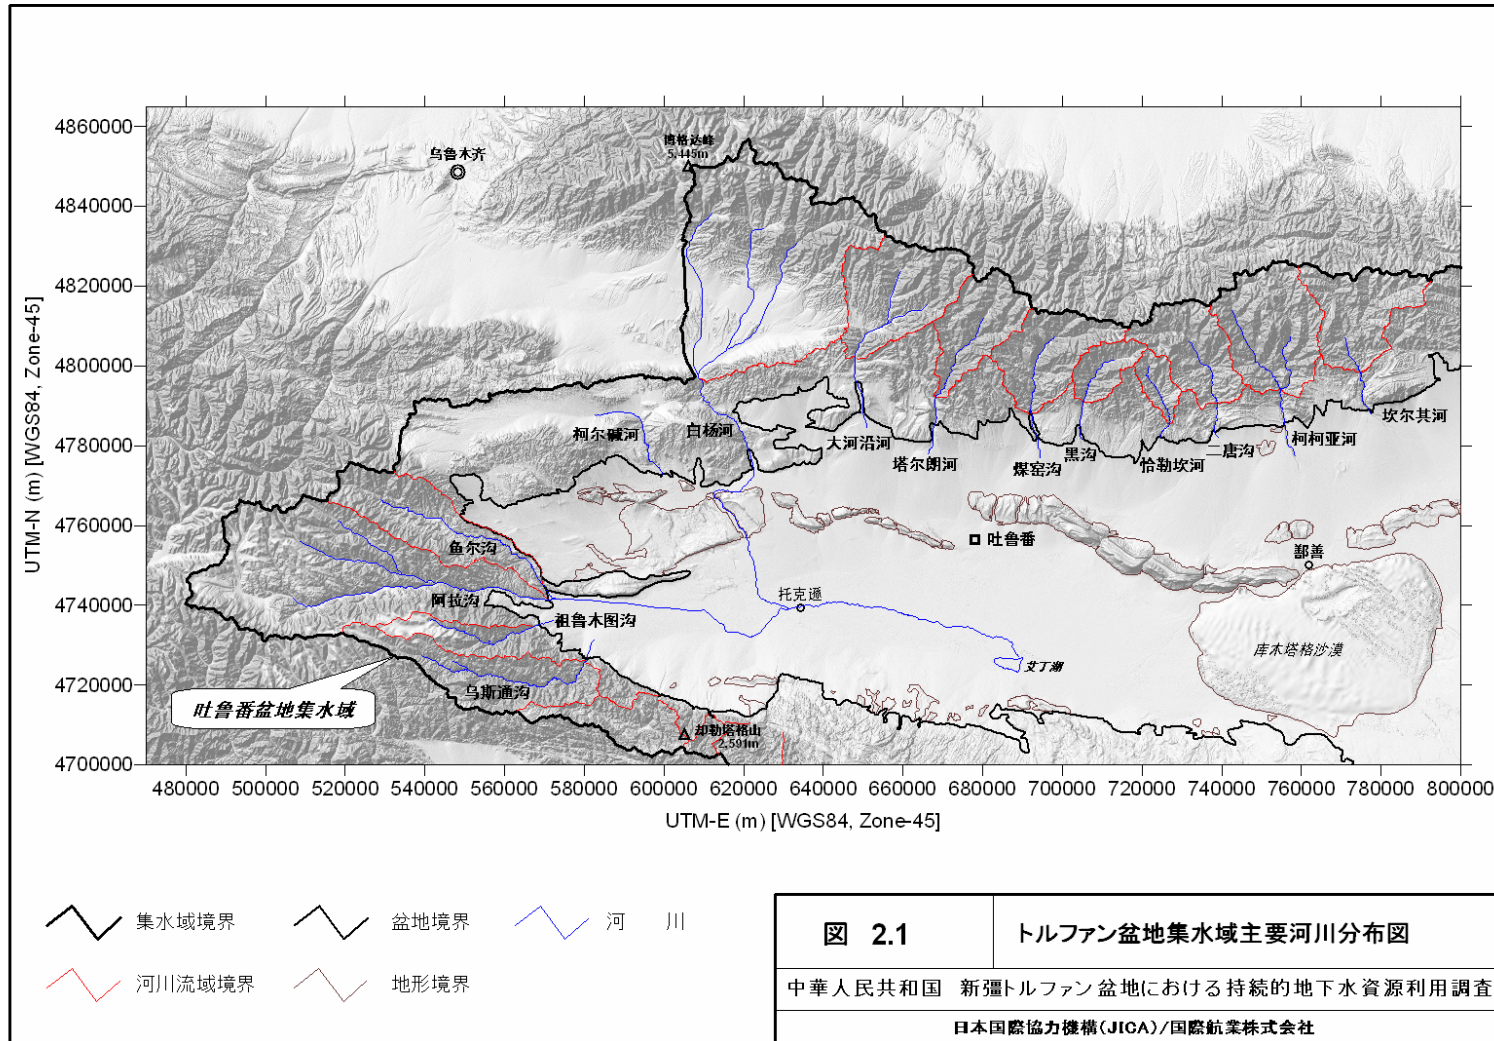 4860000
4840000
4820000
4800000
4780000
4760000
4740000
4720000
4700000
UTM-N (m) [WGS84, Zone-45]
乌鲁木齐
博格达峰
5,445m
柯尔碱河
白杨河
大河沿河
塔尔朗河
煤窑沟
黑沟
恰勒坎河
二唐沟
柯柯亚河
坎尔其河
鱼尔沟
阿拉沟
祖鲁木图沟
乌斯通沟
吐鲁番
鄯善
托克逊
艾丁湖
库木塔格沙漠
却勒塔格山
2,591m
吐鲁番盆地集水域
480000 500000 520000 540000 560000 580000 600000 620000 640000 660000 680000 700000 720000 740000 760000 780000 800000
UTM-E (m) [WGS84, Zone-45]
集水域境界
盆地境界
河 川
河川流域境界
地形境界
図 2.1
トルファン盆地集水域主要河川分布図
中華人民共和国 新疆トルファン盆地における持続的地下水資源利用調査
日本国際協力機構(JICA)/国際航業株式会社